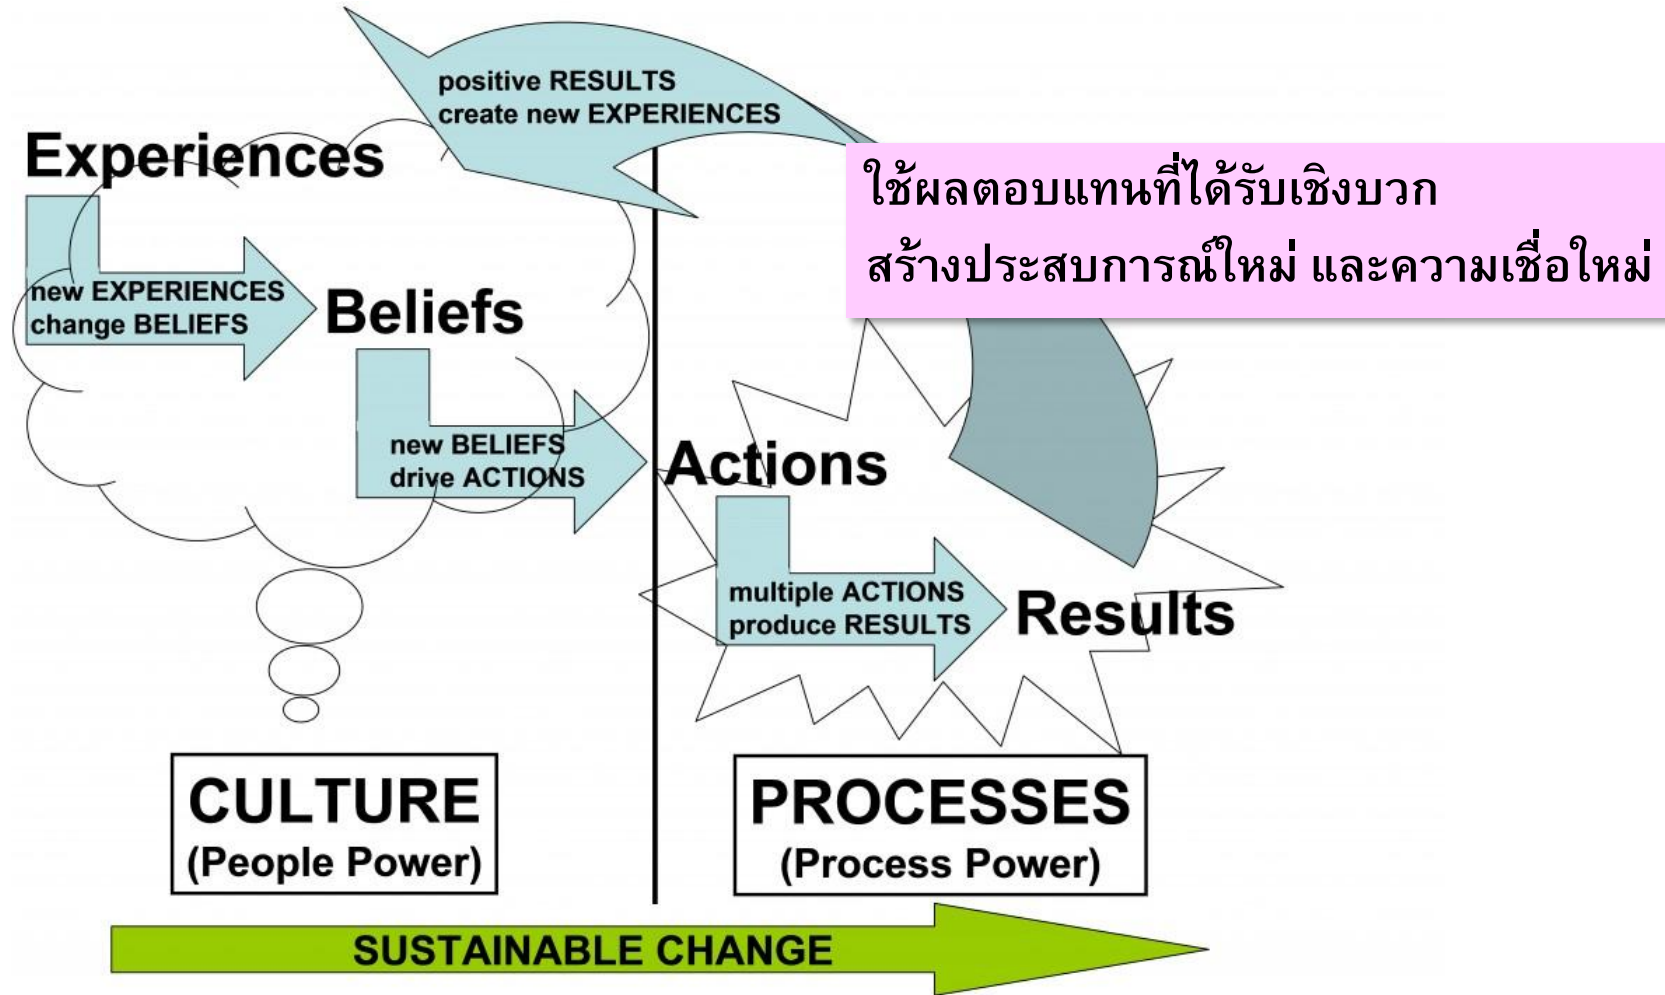 positive RESULTS
create new EXPERIENCES
ใช้ผลตอบแทนที่ได้รับเชิงบวก
สร้างประสบการณ์ใหม่ และความเชื่อใหม่
Experiences
new EXPERIENCES
change BELIEFS
Beliefs
new BELIEFS
drive ACTIONS
Actions
multiple ACTIONS
produce RESULTS
Results
CULTURE
(People Power)
PROCESSES
(Process Power)
SUSTAINABLE CHANGE